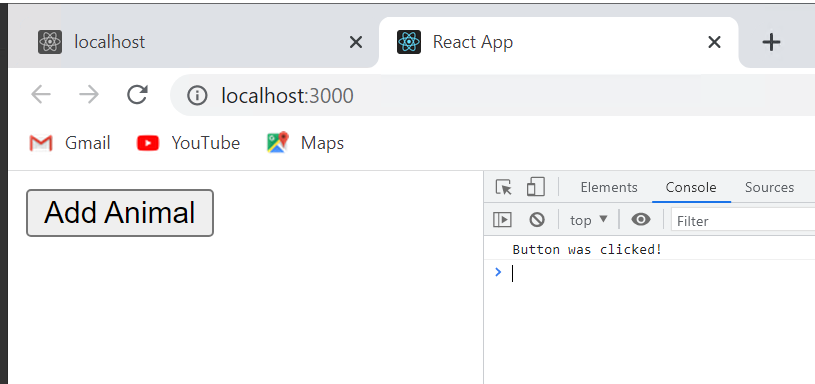 localhost
React App
localhost:3000
Gmail YouTube Maps
Add Animal
Elements Console Sources
top Filter
Button was clicked!